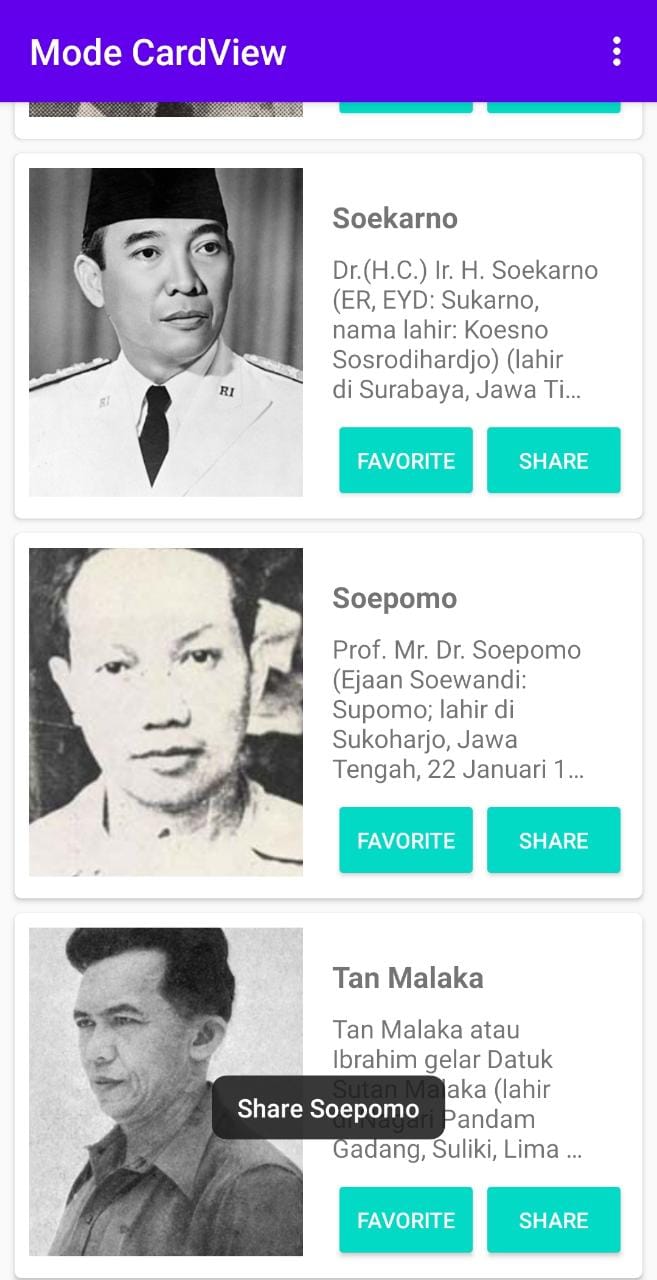 Mode CardView
Soekarno
Dr.(H.C.) Ir. H. Soekarno
(ER, EYD: Sukarno,
nama lahir: Koesno
Sosrodihardjo) (lahir
di Surabaya, Jawa Ti...
RI
RI
FAVORITE SHARE
Soepomo
Prof. Mr. Dr. Soepomo
(Ejaan Soewandi:
Supomo; lahir di
Sukoharjo, Jawa
Tengah, 22 Januari 1...
FAVORITE SHARE
Tan Malaka
Tan Malaka atau
Ibrahim gelar Datuk
Sutan Malaka (lahir
di Nagari Pandam
Gadang, Suliki, Lima ...
Share Soepomo
FAVORITE SHARE